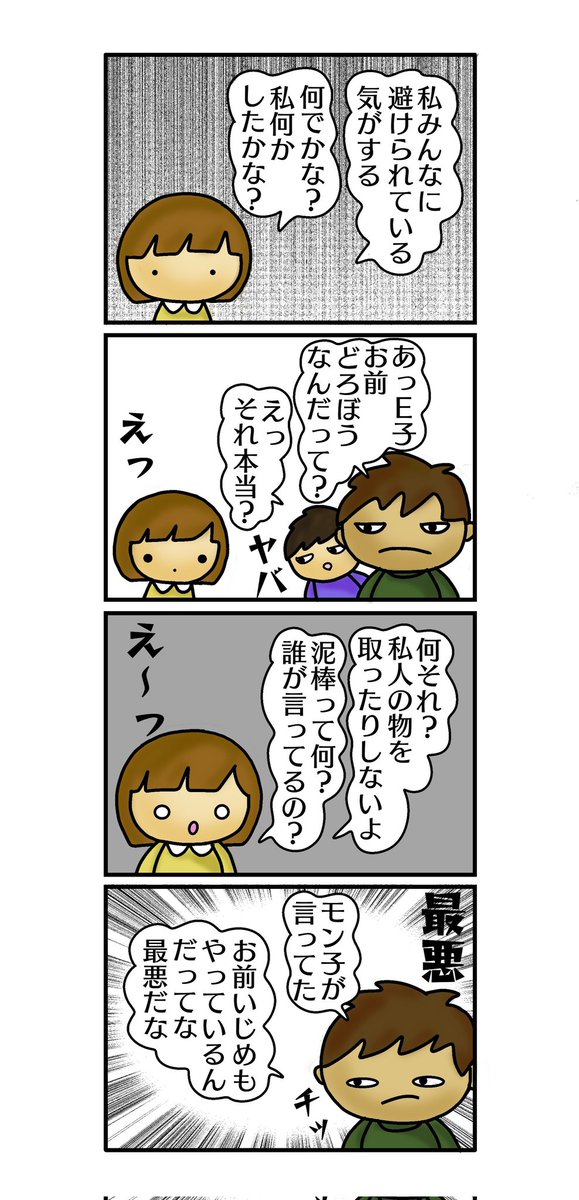 私みんなに
避けられている
気がする
何でかな?
私何か
したかな?
あっE子
お前
どろぼう
なんだって?
えっ
それ本当?
ヤバ
えっ
何それ?
私人の物を
取ったりしないよ
泥棒って何?
誰が言ってるの?
え〜っ
最悪
モン子が
言ってた
お前いじめも
やっているん
だってな
最悪だな
チッ